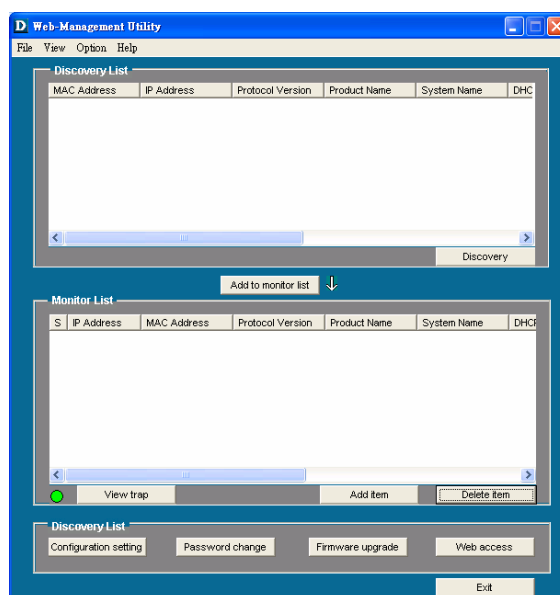 D Web-Management Utility
File View Option Help
Discovery List
MAC Address IP Address Protocol Version Product Name System Name DHC
Discovery
Add to monitor list
Monitor List
S IP Address MAC Address Protocol Version Product Name System Name DHCP
View trap Add item Delete item
Discovery List
Configuration setting Password change Firmware upgrade Web access
Exit